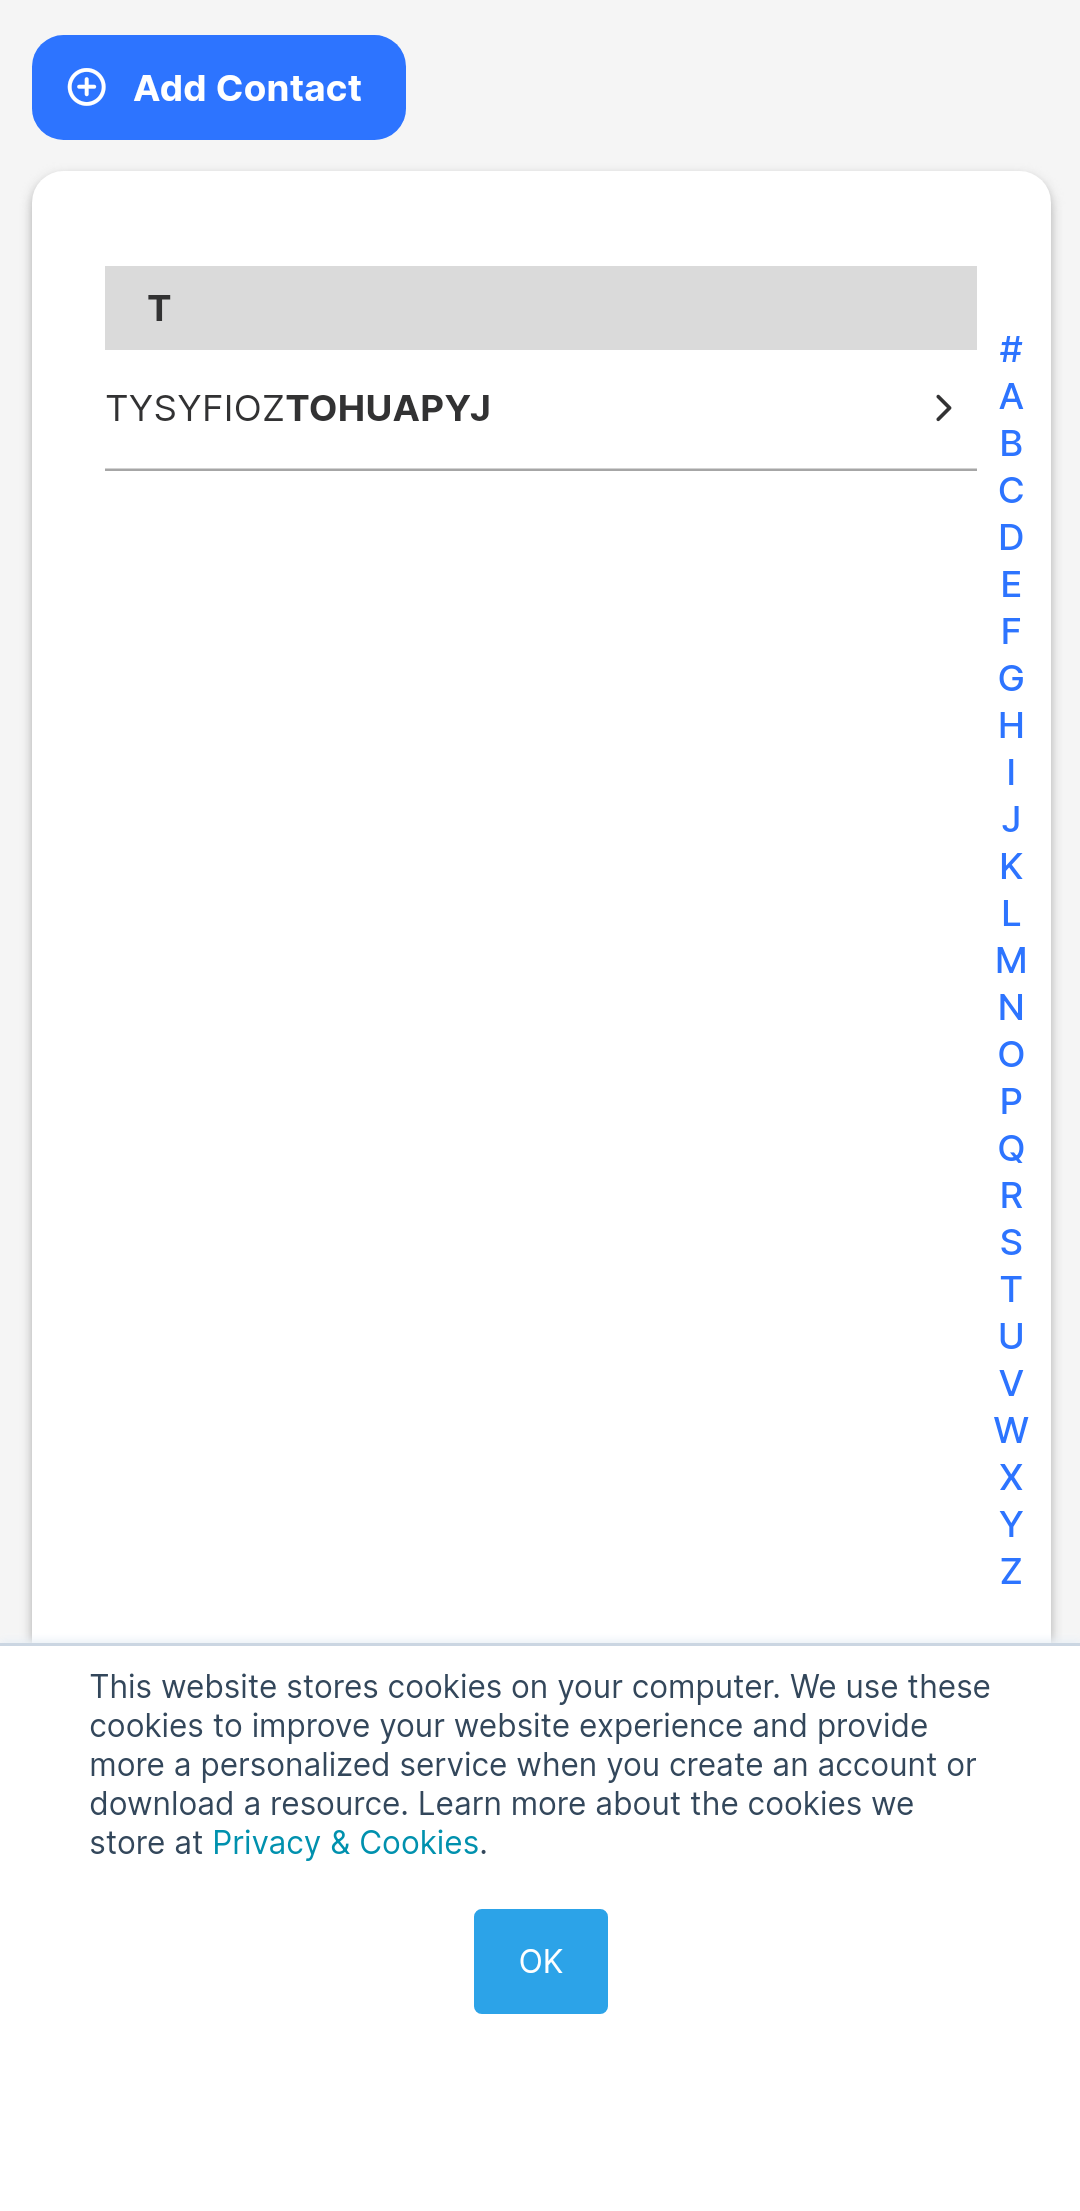 Add Contact
T
TYSYFIOZTOHUAPYJ
#
A
B
C
D
E
F
G
H
I
J
K
L
M
N
O
P
Q
R
S
T
U
V
W
X
Y
Z
This website stores cookies on your computer. We use these
cookies to improve your website experience and provide
more a personalized service when you create an account or
download a resource. Learn more about the cookies we
store at Privacy & Cookies.
OK